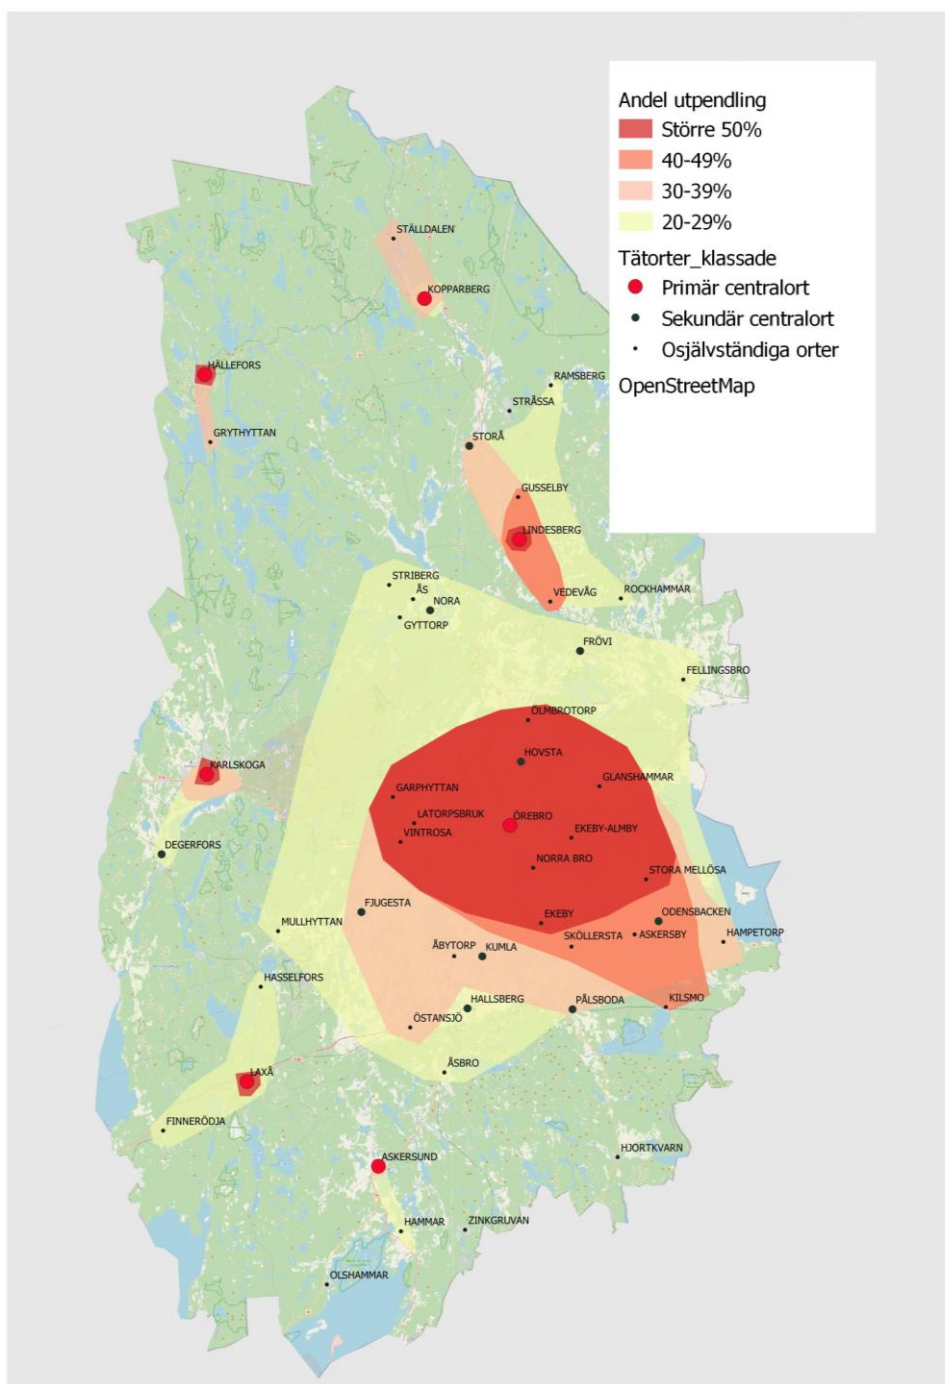 Andel utpendling
Större 50%
40-49%
30-39%
20-29%
Tätorter_klassade
Primär centralort
Sekundär centralort
Osjälvständiga orter
OpenStreetMap
STÄLLDALEN
KOPPARBERG
HÄLLEFORS
RAMSBERG
STRÅSSA
GRYTHYTTAN
STORÅ
GUSSELBY
LINDESBERG
STRIBERG
ÅS
NORA
VEDEVÅG
ROCKHAMMAR
GYTTORP
FRÖVI
FELLINGSBRO
ÖLMBROTORP
HOVSTA
KARLSKOGA
GLANSHAMMAR
GARPHYTTAN
LATORPSBRUK
ÖREBRO
VINTROSA
EKEBY-ALMBY
DEGERFORS
NORRA BRO
STORA MELLÖSA
FJUGESTA
ODENSBACKEN
MULLHYTTAN
EKEBY
SKÖLLERSTA
ASKERSBY
HAMPETORP
ÅBYTORP
KUMLA
HASSELFORS
HALLSBERG
PÅLSBODA
KILSMO
ÖSTANSJÖ
LAXÅ
ÅSBRO
FINNERÖDJA
ASKERSUND
HJORTKVARN
HAMMAR
ZINKGRUVAN
OLSHAMMAR